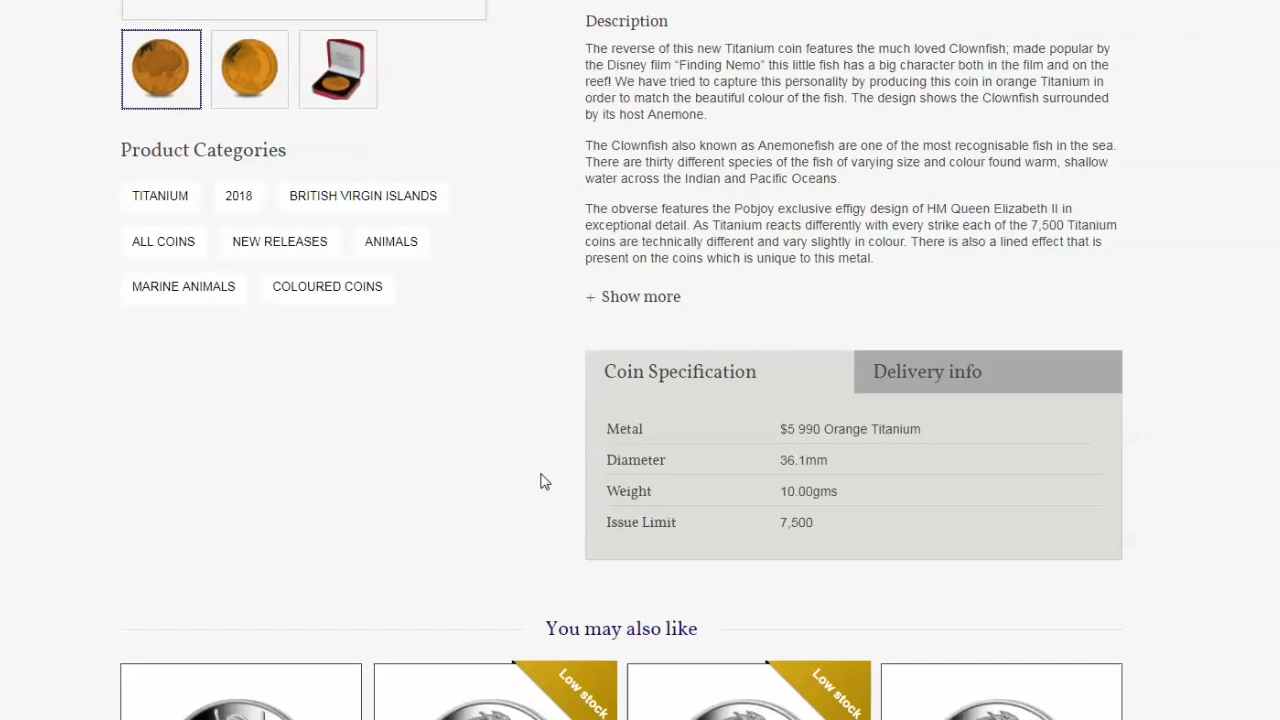 Description
The reverse of this new Titanium coin features the much loved Clownfish; made popular by
the Disney film “Finding Nemo” this little fish has a big character both in the film and on the
reef! We have tried to capture this personality by producing this coin in orange Titanium in
order to match the beautiful colour of the fish. The design shows the Clownfish surrounded
by its host Anemone.
The Clownfish also known as Anemonefish are one of the most recognisable fish in the sea.
There are thirty different species of the fish of varying size and colour found warm, shallow
water across the Indian and Pacific Oceans.
The obverse features the Pobjoy exclusive effigy design of HM Queen Elizabeth II in
exceptional detail. As Titanium reacts differently with every strike each of the 7,500 Titanium
coins are technically different and vary slightly in colour. There is also a lined effect that is
present on the coins which is unique to this metal.
+ Show more
Product Categories
TITANIUM 2018 BRITISH VIRGIN ISLANDS
ALL COINS NEW RELEASES ANIMALS
MARINE ANIMALS COLOURED COINS
Coin Specification Delivery info
Metal $5 990 Orange Titanium
Diameter 36.1mm
Weight 10.00gms
Issue Limit 7,500
You may also like
Low stock
Low stock